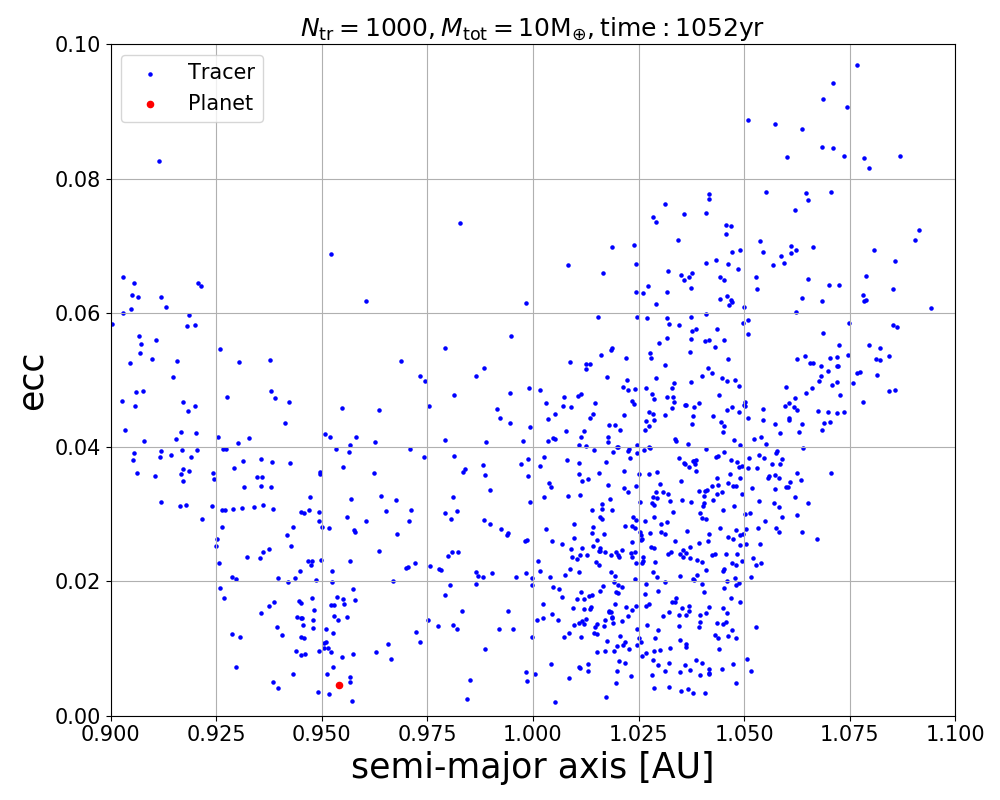 N_tr = 1000, M_tot = 10M_⊕, time : 1052yr
Tracer
Planet
ecc
0.10
0.08
0.06
0.04
0.02
0.00
0.900 0.925 0.950 0.975 1.000 1.025 1.050 1.075 1.100
semi-major axis [AU]